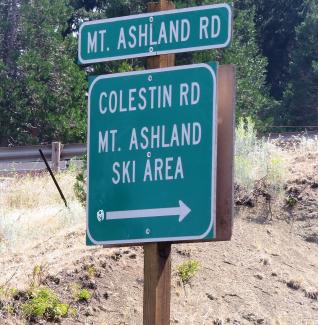 MT. ASHLAND RD
COLESTIN RD
MT. ASHLAND
SKI AREA